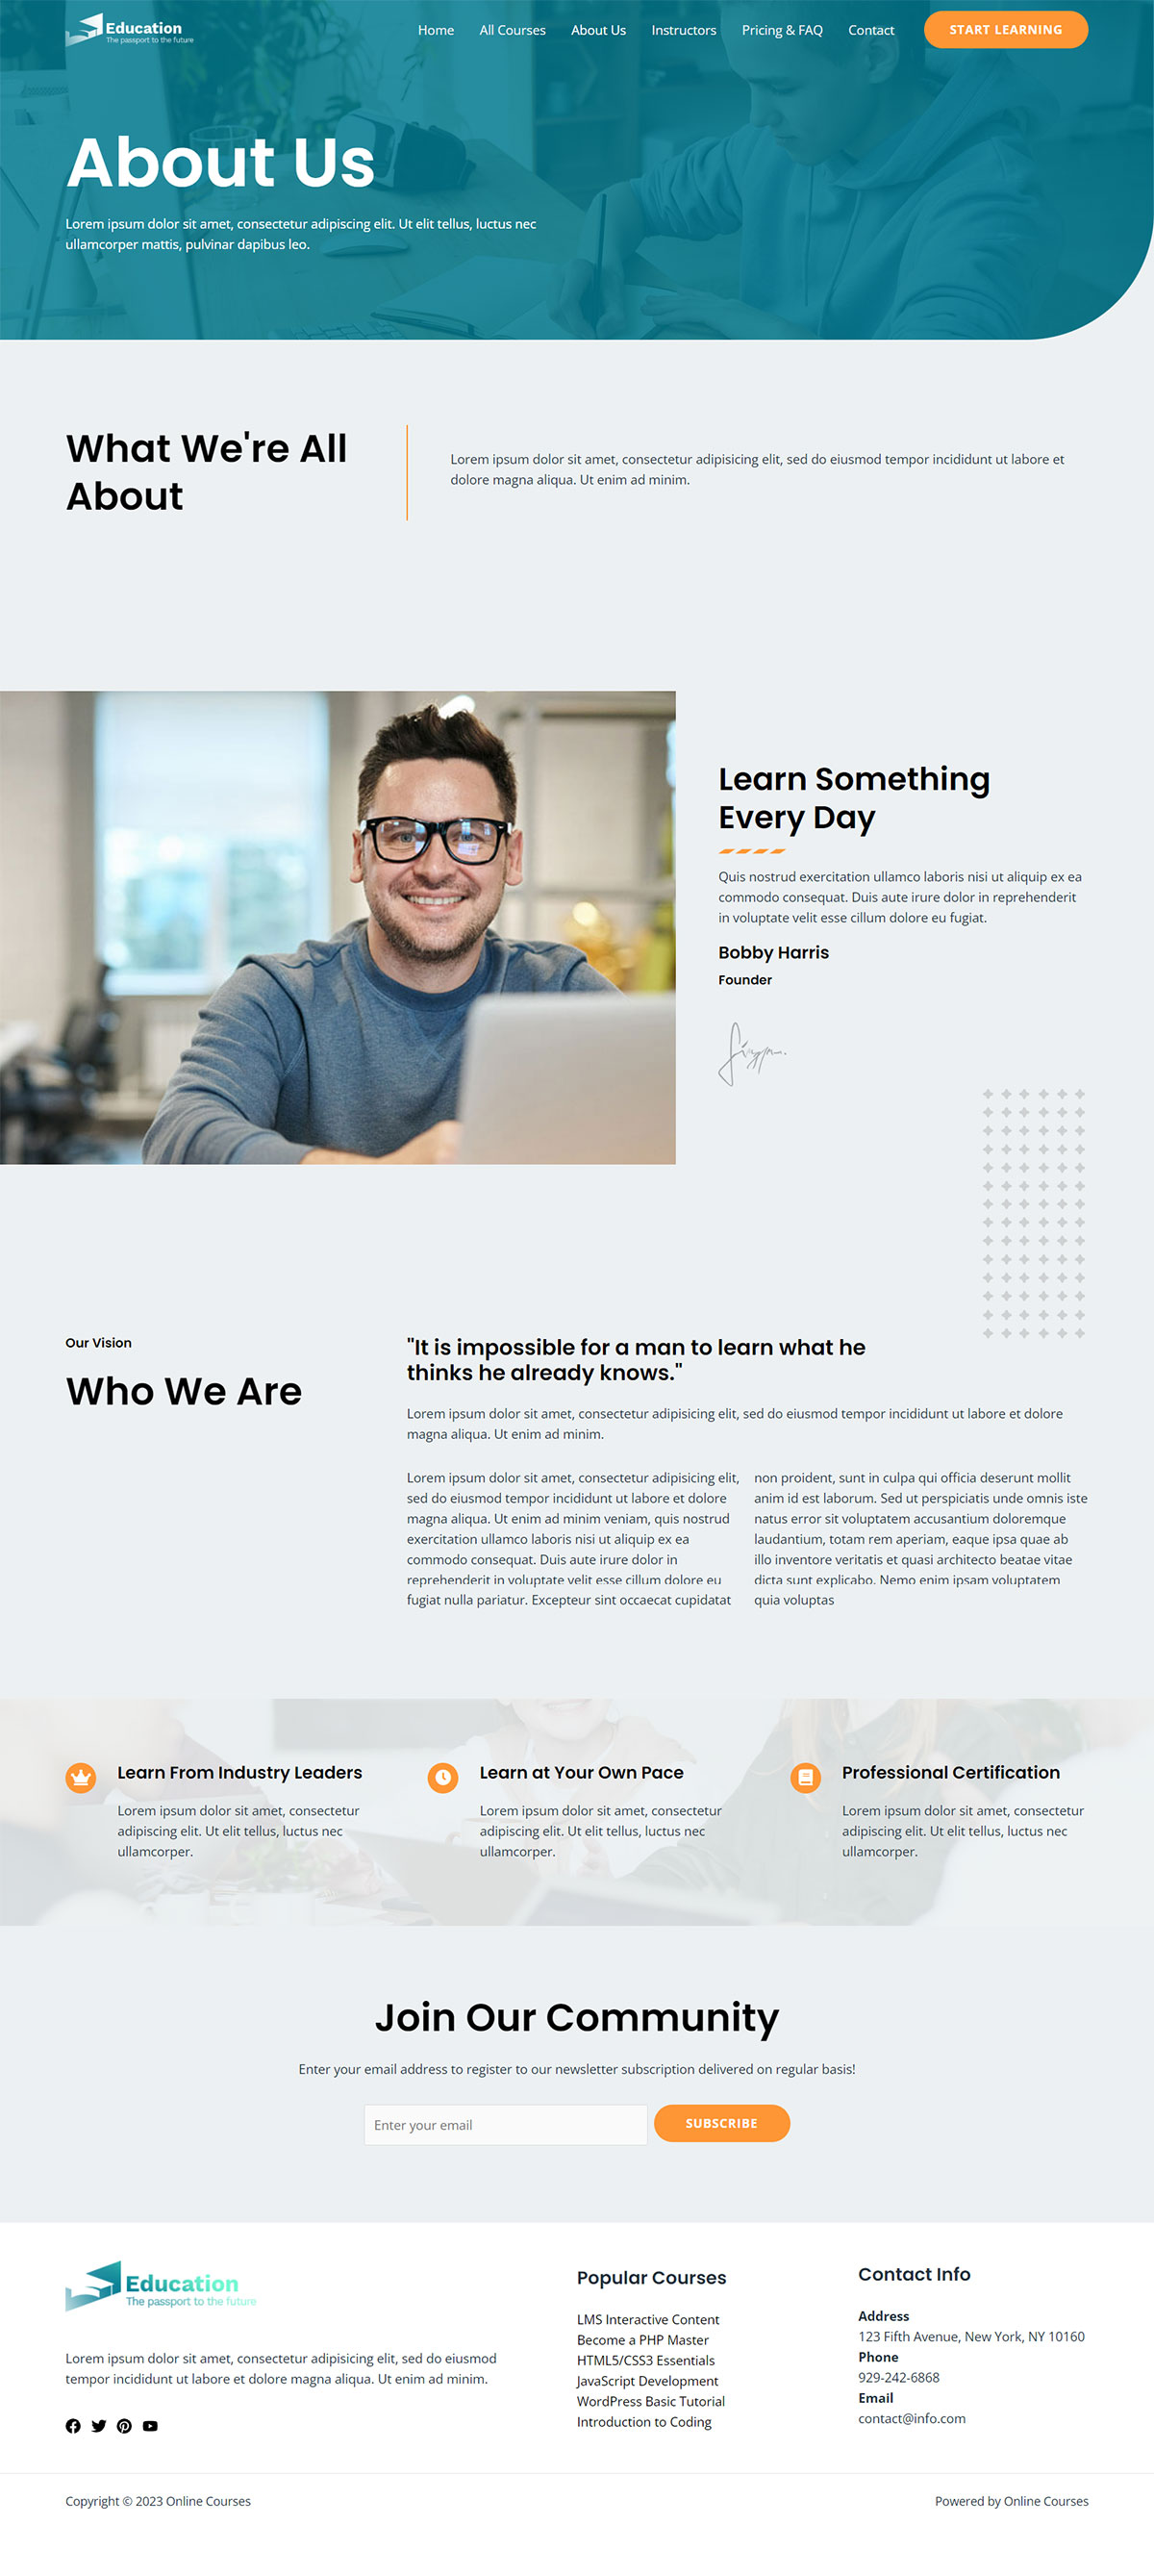 Education
The passport to the future
Home
All Courses
About Us
Instructors
Pricing & FAQ
Contact
START LEARNING
About Us
Lorem ipsum dolor sit amet, consectetur adipiscing elit. Ut elit tellus, luctus nec
ullamcorper mattis, pulvinar dapibus leo.
What We're All
About
Lorem ipsum dolor sit amet, consectetur adipisicing elit, sed do eiusmod tempor incididunt ut labore et
dolore magna aliqua. Ut enim ad minim.
Learn Something
Every Day
Quis nostrud exercitation ullamco laboris nisi ut aliquip ex ea
commodo consequat. Duis aute irure dolor in reprehenderit
in voluptate velit esse cillum dolore eu fugiat.
Bobby Harris
Founder
Our Vision
Who We Are
"It is impossible for a man to learn what he
thinks he already knows."
Lorem ipsum dolor sit amet, consectetur adipisicing elit, sed do eiusmod tempor incididunt ut labore et dolore
magna aliqua. Ut enim ad minim.
Lorem ipsum dolor sit amet, consectetur adipisicing elit,
sed do eiusmod tempor incididunt ut labore et dolore
magna aliqua. Ut enim ad minim veniam, quis nostrud
exercitation ullamco laboris nisi ut aliquip ex ea
commodo consequat. Duis aute irure dolor in
reprehenderit in voluptate velit esse cillum dolore eu
fugiat nulla pariatur. Excepteur sint occaecat cupidatat
non proident, sunt in culpa qui officia deserunt mollit
anim id est laborum. Sed ut perspiciatis unde omnis iste
natus error sit voluptatem accusantium doloremque
laudantium, totam rem aperiam, eaque ipsa quae ab
illo inventore veritatis et quasi architecto beatae vitae
dicta sunt explicabo. Nemo enim ipsam voluptatem
quia voluptas
Learn From Industry Leaders
Lorem ipsum dolor sit amet, consectetur
adipiscing elit. Ut elit tellus, luctus nec
ullamcorper.
Learn at Your Own Pace
Lorem ipsum dolor sit amet, consectetur
adipiscing elit. Ut elit tellus, luctus nec
ullamcorper.
Professional Certification
Lorem ipsum dolor sit amet, consectetur
adipiscing elit. Ut elit tellus, luctus nec
ullamcorper.
Join Our Community
Enter your email address to register to our newsletter subscription delivered on regular basis!
Enter your email
SUBSCRIBE
Education
The passport to the future
Lorem ipsum dolor sit amet, consectetur adipisicing elit, sed do eiusmod
tempor incididunt ut labore et dolore magna aliqua. Ut enim ad minim.
Popular Courses
LMS Interactive Content
Become a PHP Master
HTML5/CSS3 Essentials
JavaScript Development
WordPress Basic Tutorial
Introduction to Coding
Contact Info
Address
123 Fifth Avenue, New York, NY 10160
Phone
929-242-6868
Email
contact@info.com
Copyright © 2023 Online Courses
Powered by Online Courses